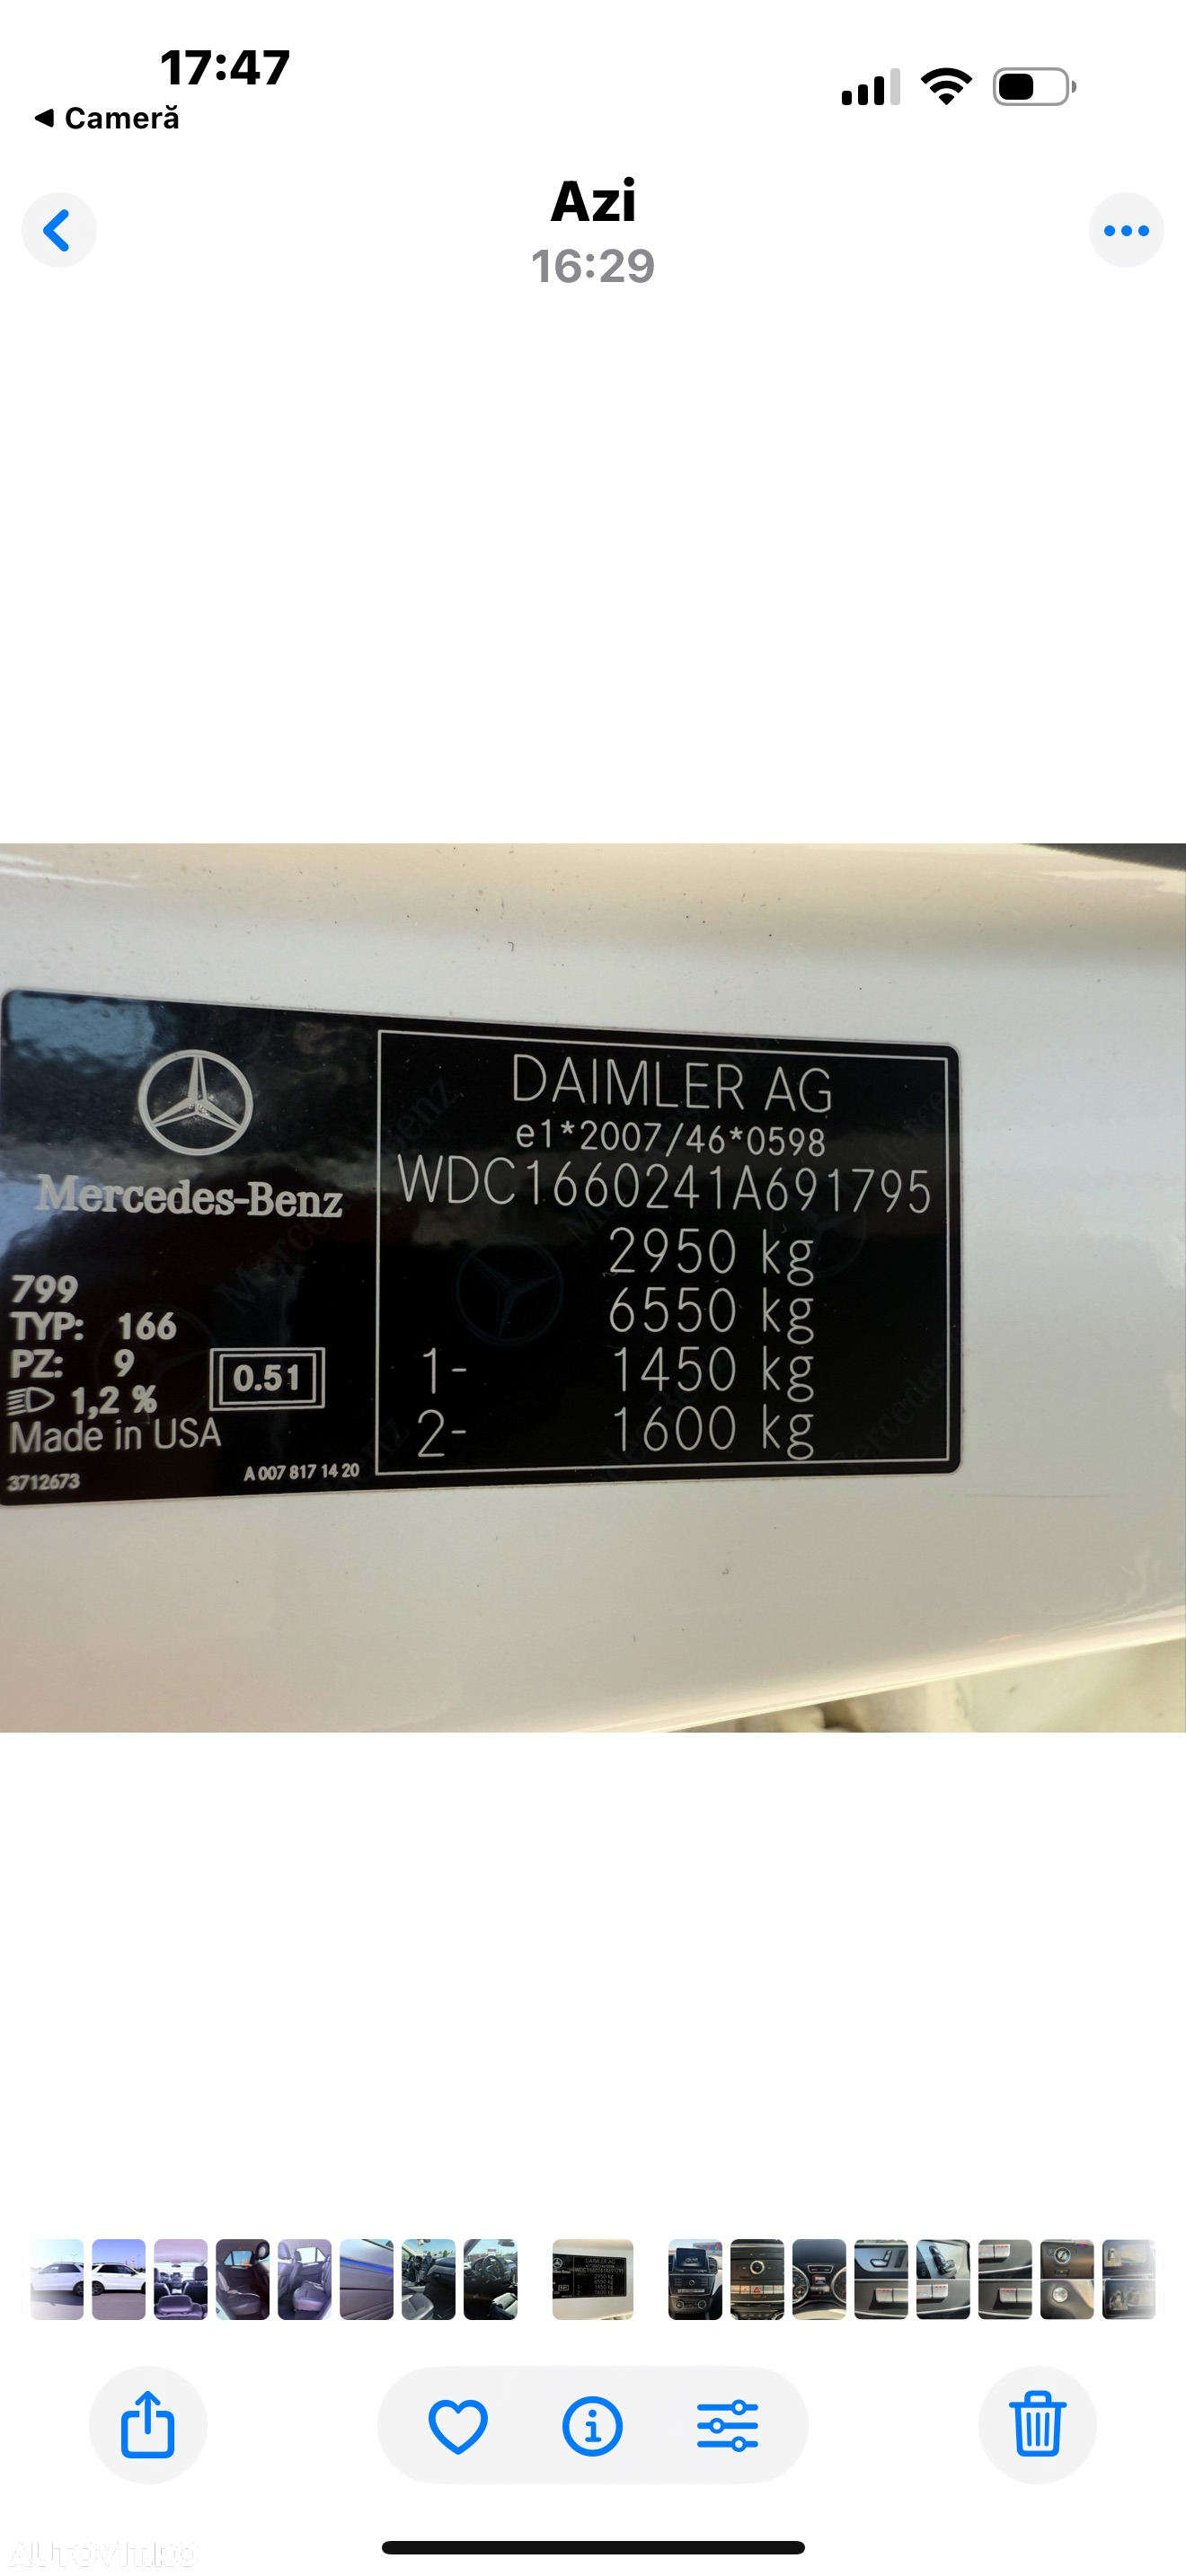 17:47
Cameră
Azi
16:29
DAIMLER AG
e1*2007/46*0598
WDC1660241A691795
2950 kg
6550 kg
1- 1450 kg
2- 1600 kg
Mercedes-Benz
799
TYP: 166
PZ: 9
1,2 %
0.51
Made in USA
3712673
A 007 817 14 20
AUTOVIT.RO